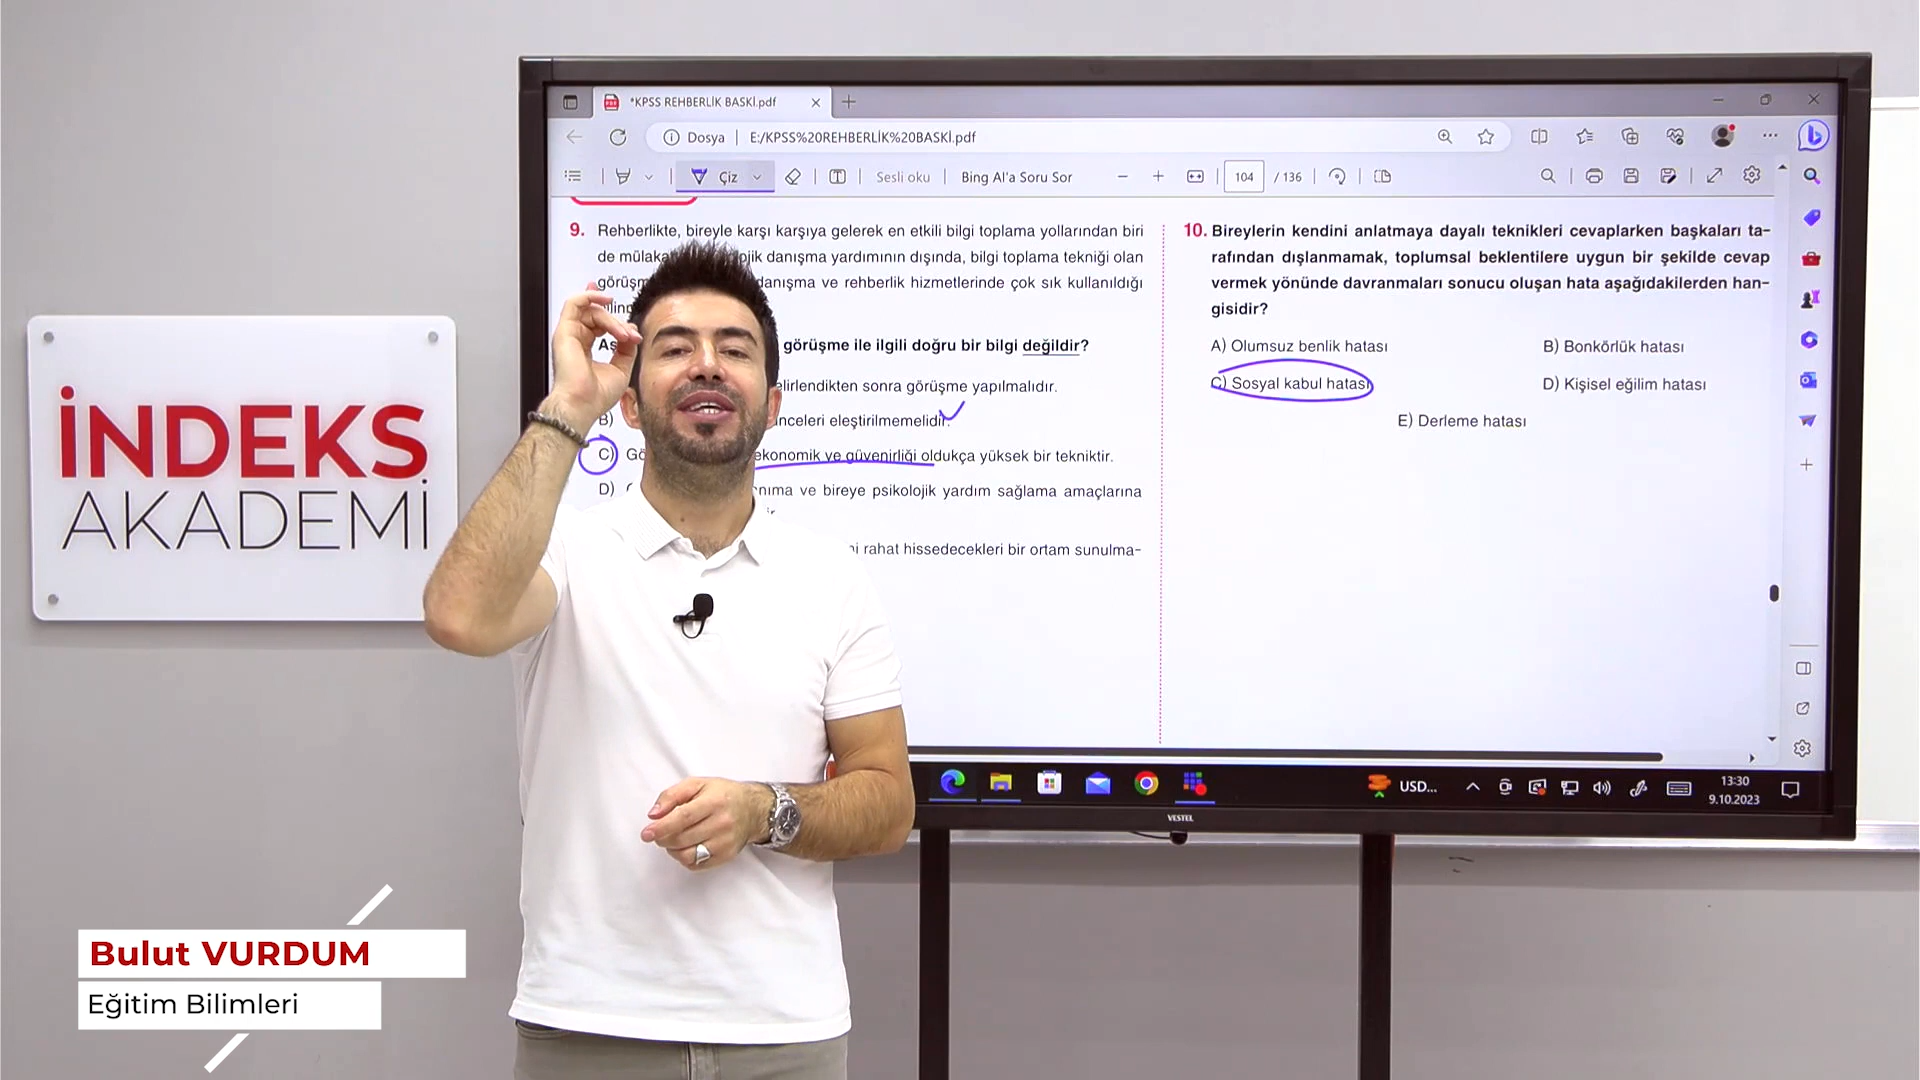 *KPSS REHBERLİK BASKİ.pdf
Dosya
E:/KPSS%20REHBERLİK%20BASKİ.pdf
Çiz
Sesli oku
Bing AI'a Soru Sor
104 / 136
9. Rehberlikte, bireyle karşı karşıya gelerek en etkili bilgi toplama yollarından biri
de danışma yardımının dışında, bilgi toplama tekniği olan
danışma ve rehberlik hizmetlerinde çok sık kullanıldığı
görüşme ile ilgili doğru bir bilgi değildir?
sonra görüşme yapılmalıdır.
B) eleştirilmemelidir.
C) ekonomik ve güvenirliği oldukça yüksek bir tekniktir.
D) ve bireye psikolojik yardım sağlama amaçlarına
rahat hissedecekleri bir ortam sunulma-
10. Bireylerin kendini anlatmaya dayalı teknikleri cevaplarken başkaları ta-
rafından dışlanmamak, toplumsal beklentilere uygun bir şekilde cevap
vermek yönünde davranmaları sonucu oluşan hata aşağıdakilerden han-
gisidir?
A) Olumsuz benlik hatası
B) Bonkörlük hatası
C) Sosyal kabul hatası
D) Kişisel eğilim hatası
E) Derleme hatası
USD...
13:30
9.10.2023
VESTEL
İNDEKS
AKADEMİ
Bulut VURDUM
Eğitim Bilimleri